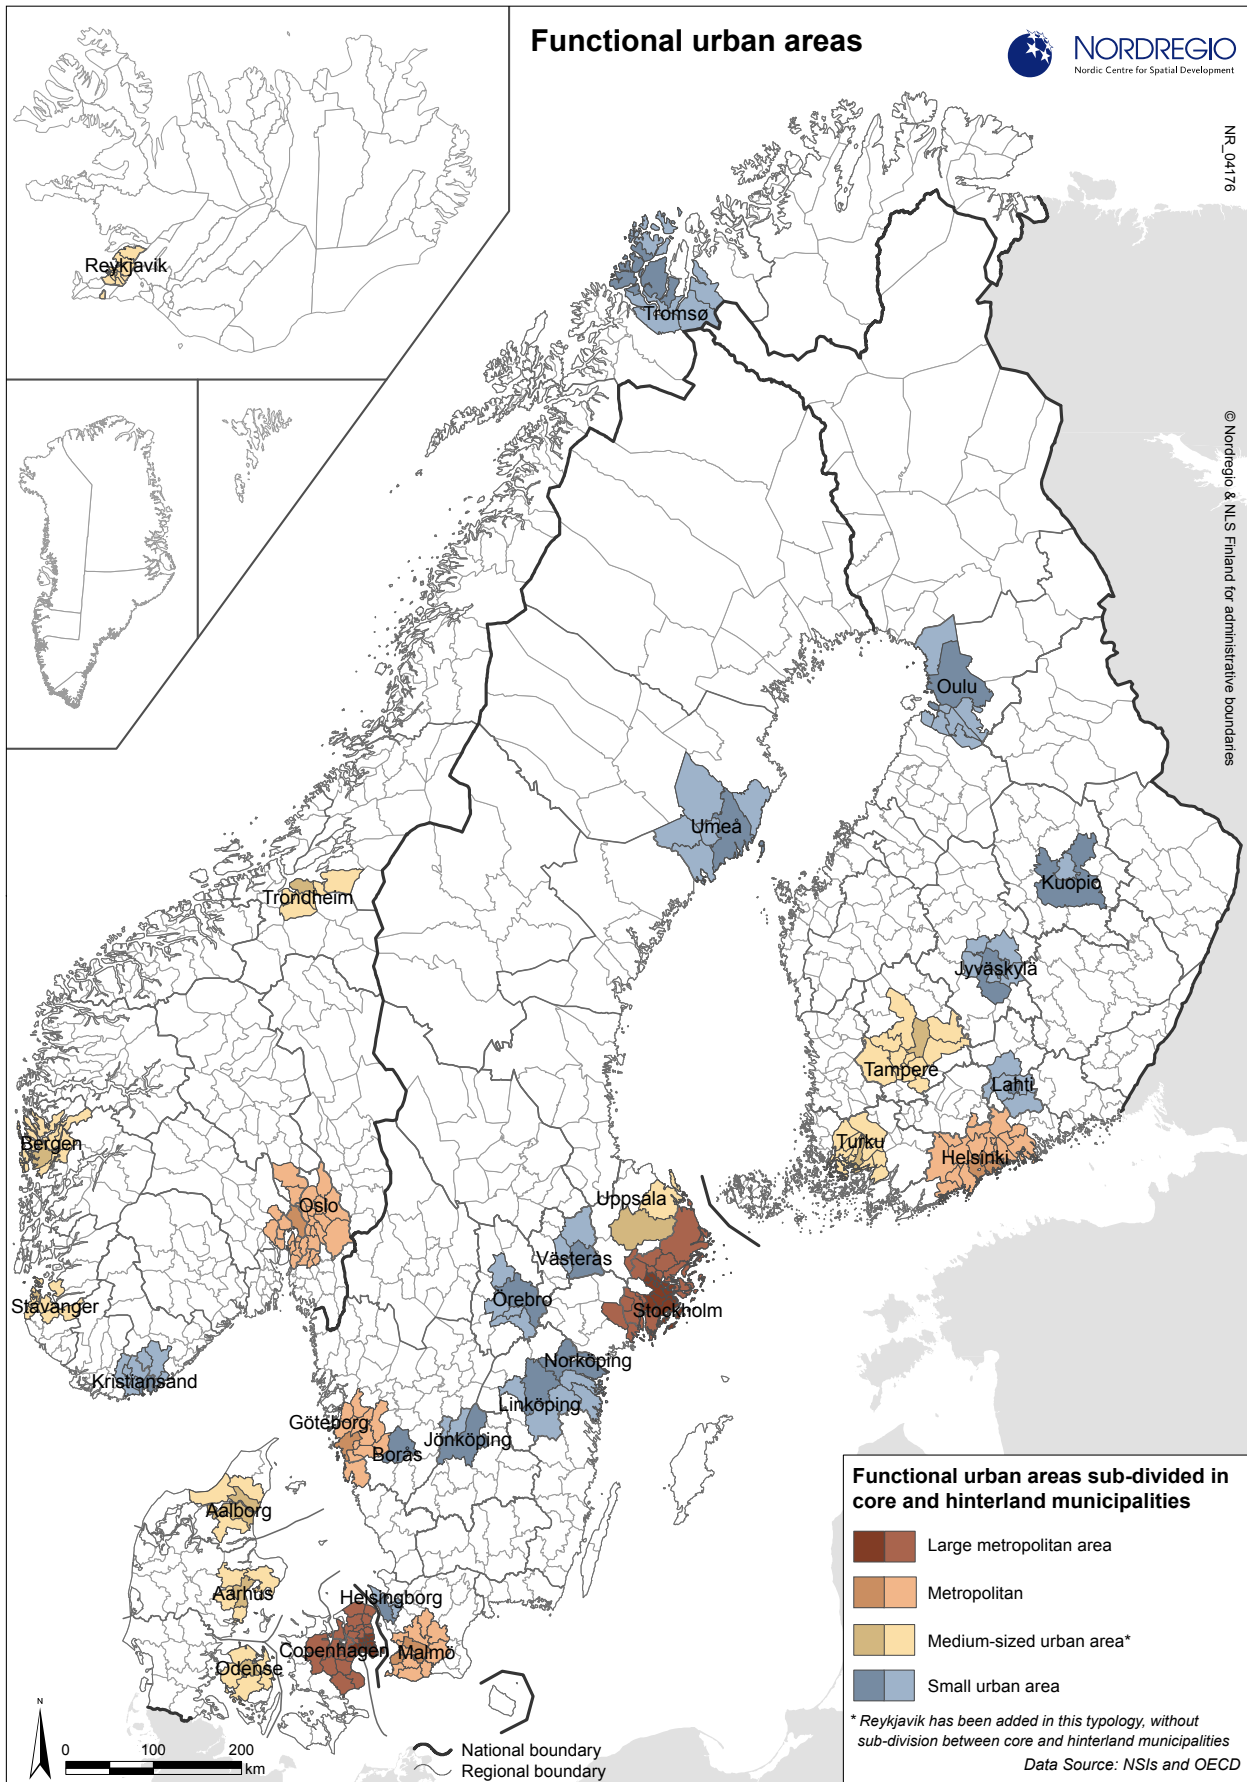 Functional urban areas
NORDREGIO
Nordic Centre for Spatial Development
NR_04176
© Nordregio & NLS Finland for administrative boundaries
Reykjavik
Tromsø
Oulu
Umeå
Kuopio
Trondheim
Jyväskylä
Tampere
Lahti
Bergen
Turku
Helsinki
Oslo
Uppsala
Västerås
Stavanger
Örebro
Stockholm
Kristiansand
Norköping
Linköping
Göteborg
Borås
Jönköping
Aalborg
Aarhus
Helsingborg
Copenhagen
Malmö
Odense
Functional urban areas sub-divided in
core and hinterland municipalities
Large metropolitan area
Metropolitan
Medium-sized urban area*
Small urban area
* Reykjavik has been added in this typology, without
sub-division between core and hinterland municipalities
Data Source: NSIs and OECD
N
0 100 200
km
National boundary
Regional boundary